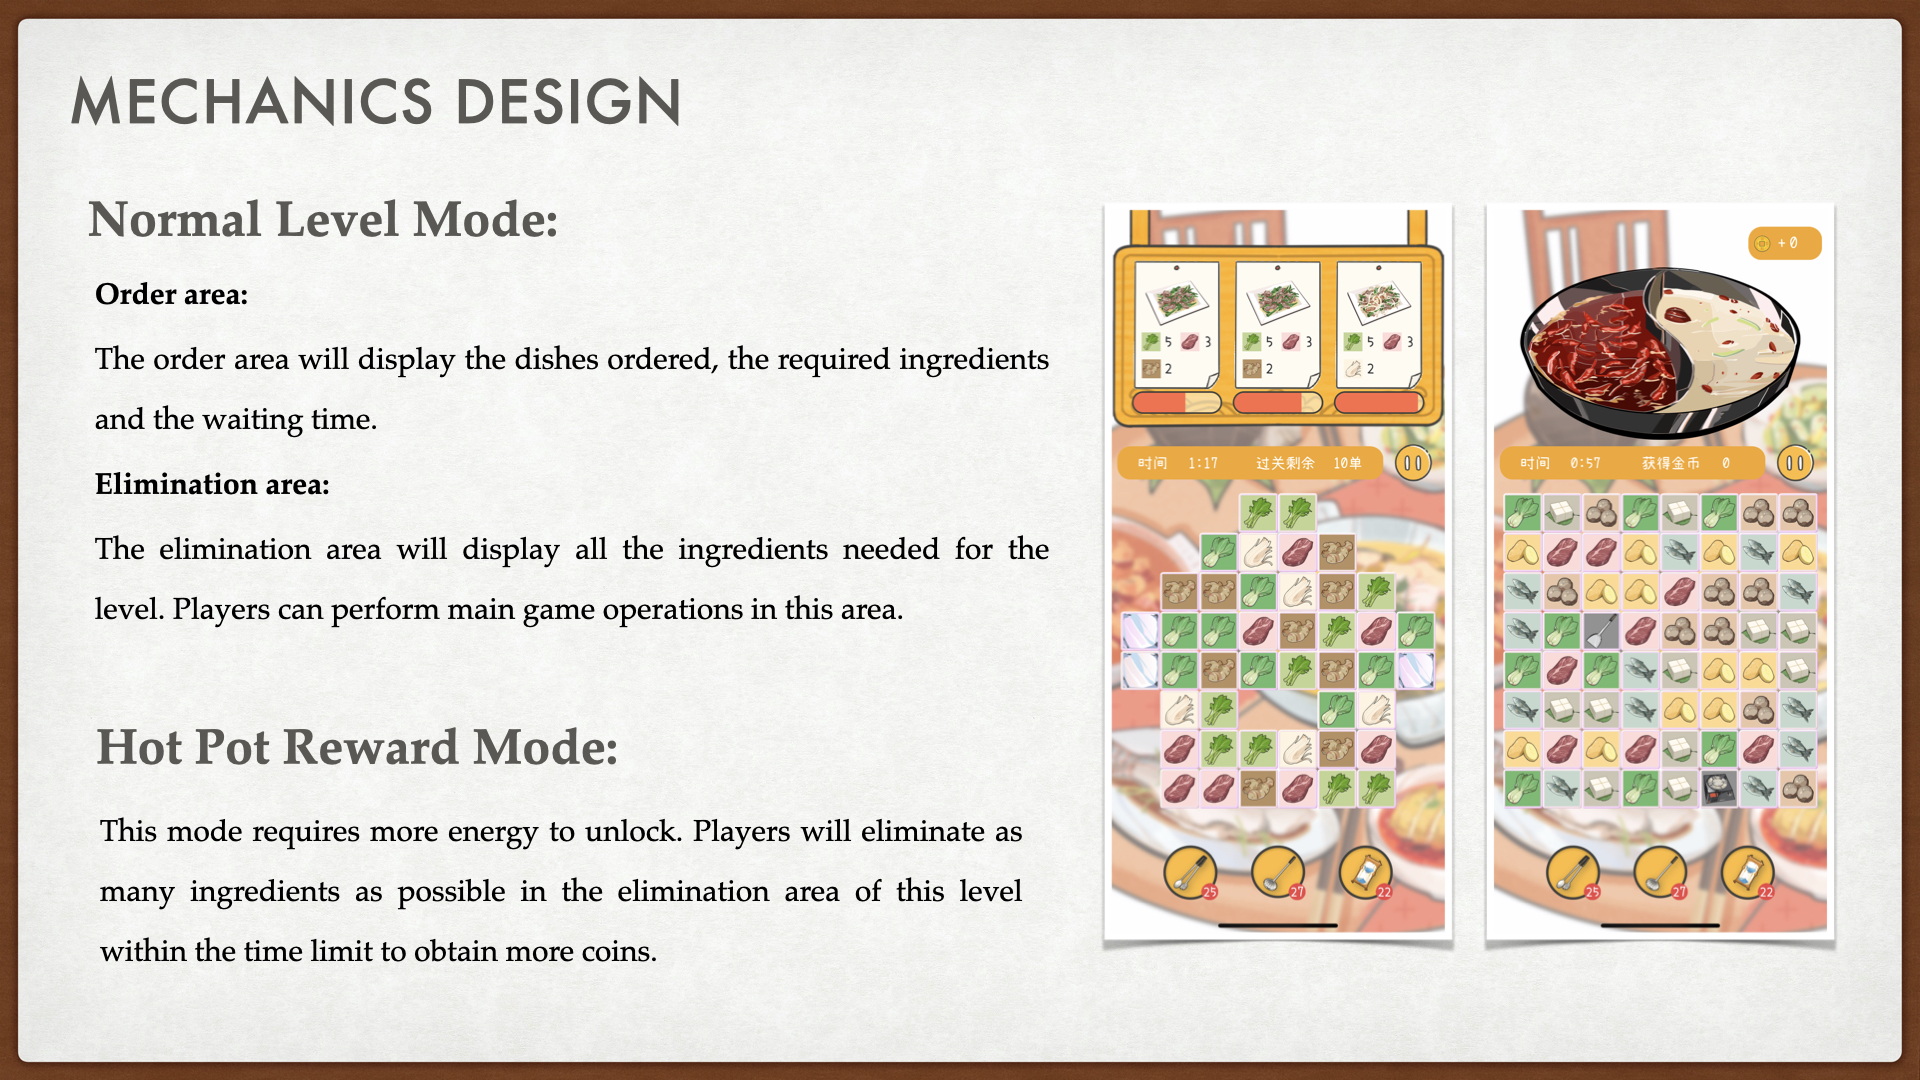 MECHANICS DESIGN
Normal Level Mode:
Order area:
The order area will display the dishes ordered, the required ingredients
and the waiting time.
Elimination area:
The elimination area will display all the ingredients needed for the
level. Players can perform main game operations in this area.
Hot Pot Reward Mode:
This mode requires more energy to unlock. Players will eliminate as
many ingredients as possible in the elimination area of this level
within the time limit to obtain more coins.
5 3
2
5 3
2
5 3
2
时间 1:17 过关剩余 10单
25 27 22
+0
时间 0:57 获得金币 0
25 27 22